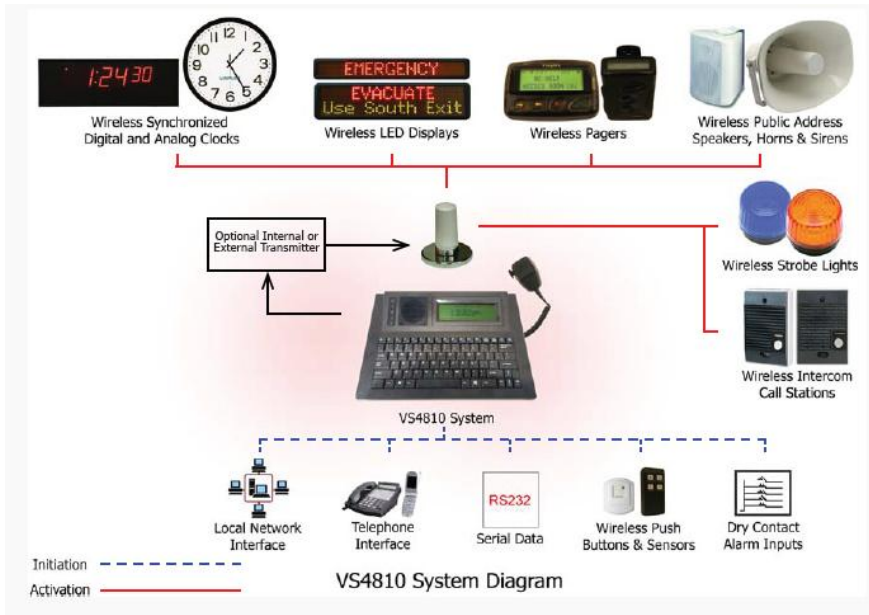 1:24 30
12
1
2
3
4
5
6
7
8
9
10
11
EMERGENCY
EVACUATE
Use South Exit
Wireless Synchronized
Digital and Analog Clocks
Wireless LED Displays
Wireless Pagers
Wireless Public Address
Speakers, Horns & Sirens
Optional Internal or
External Transmitter
Wireless Strobe Lights
Wireless Intercom
Call Stations
VS4810 System
RS232
Local Network
Interface
Telephone
Interface
Serial Data
Wireless Push
Buttons & Sensors
Dry Contact
Alarm Inputs
Initiation
Activation
VS4810 System Diagram